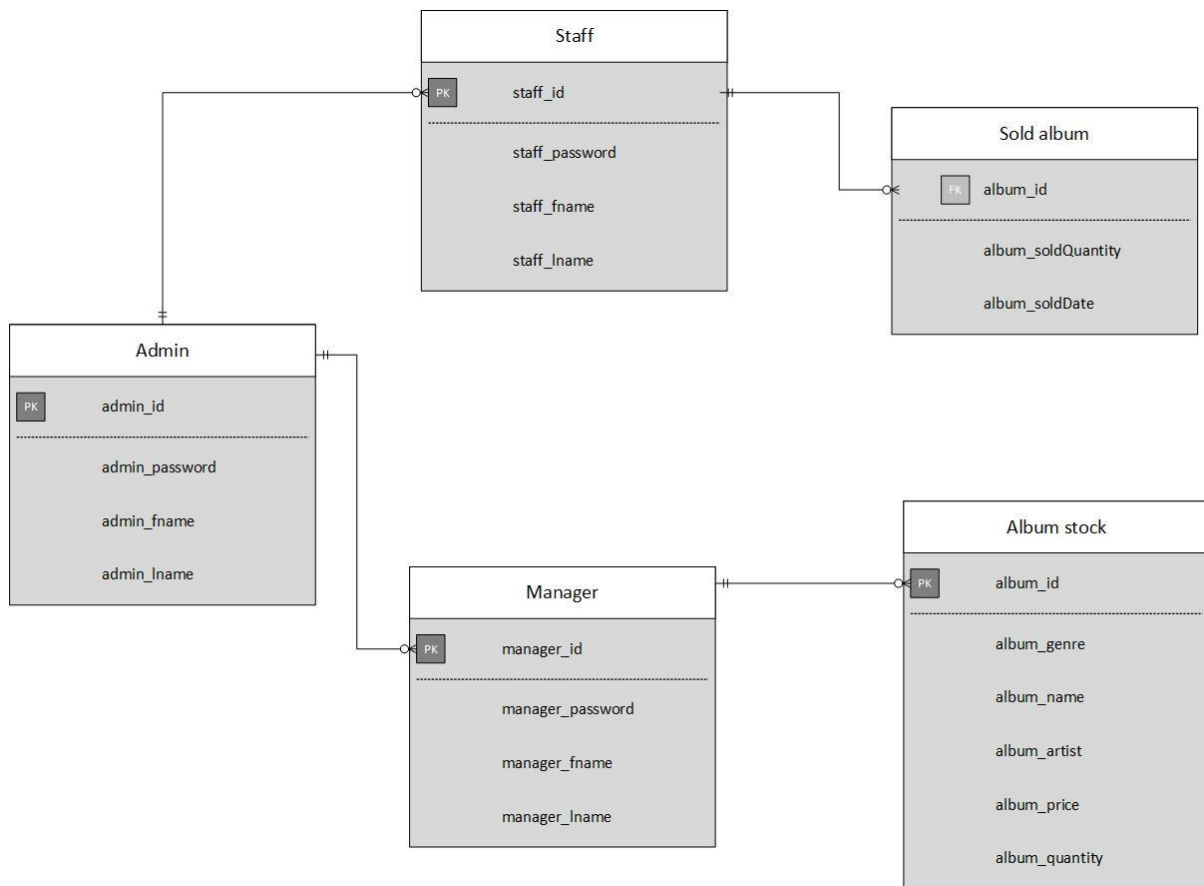 Staff
PK staff_id
staff_password
staff_fname
staff_lname
Sold album
FK album_id
album_soldQuantity
album_soldDate
Admin
PK admin_id
admin_password
admin_fname
admin_lname
Manager
PK manager_id
manager_password
manager_fname
manager_lname
Album stock
PK album_id
album_genre
album_name
album_artist
album_price
album_quantity